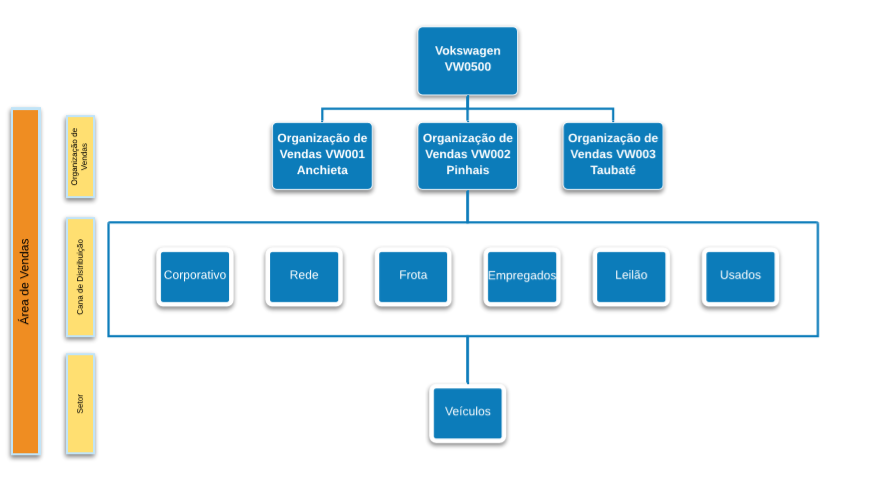 Vokswagen
VW0500
Organização de
Vendas VW001
Anchieta
Organização de
Vendas VW002
Pinhais
Organização de
Vendas VW003
Taubaté
Área de Vendas
Organização de
Vendas
Cana de Distribuição
Corporativo
Rede
Frota
Empregados
Leilão
Usados
Setor
Veículos